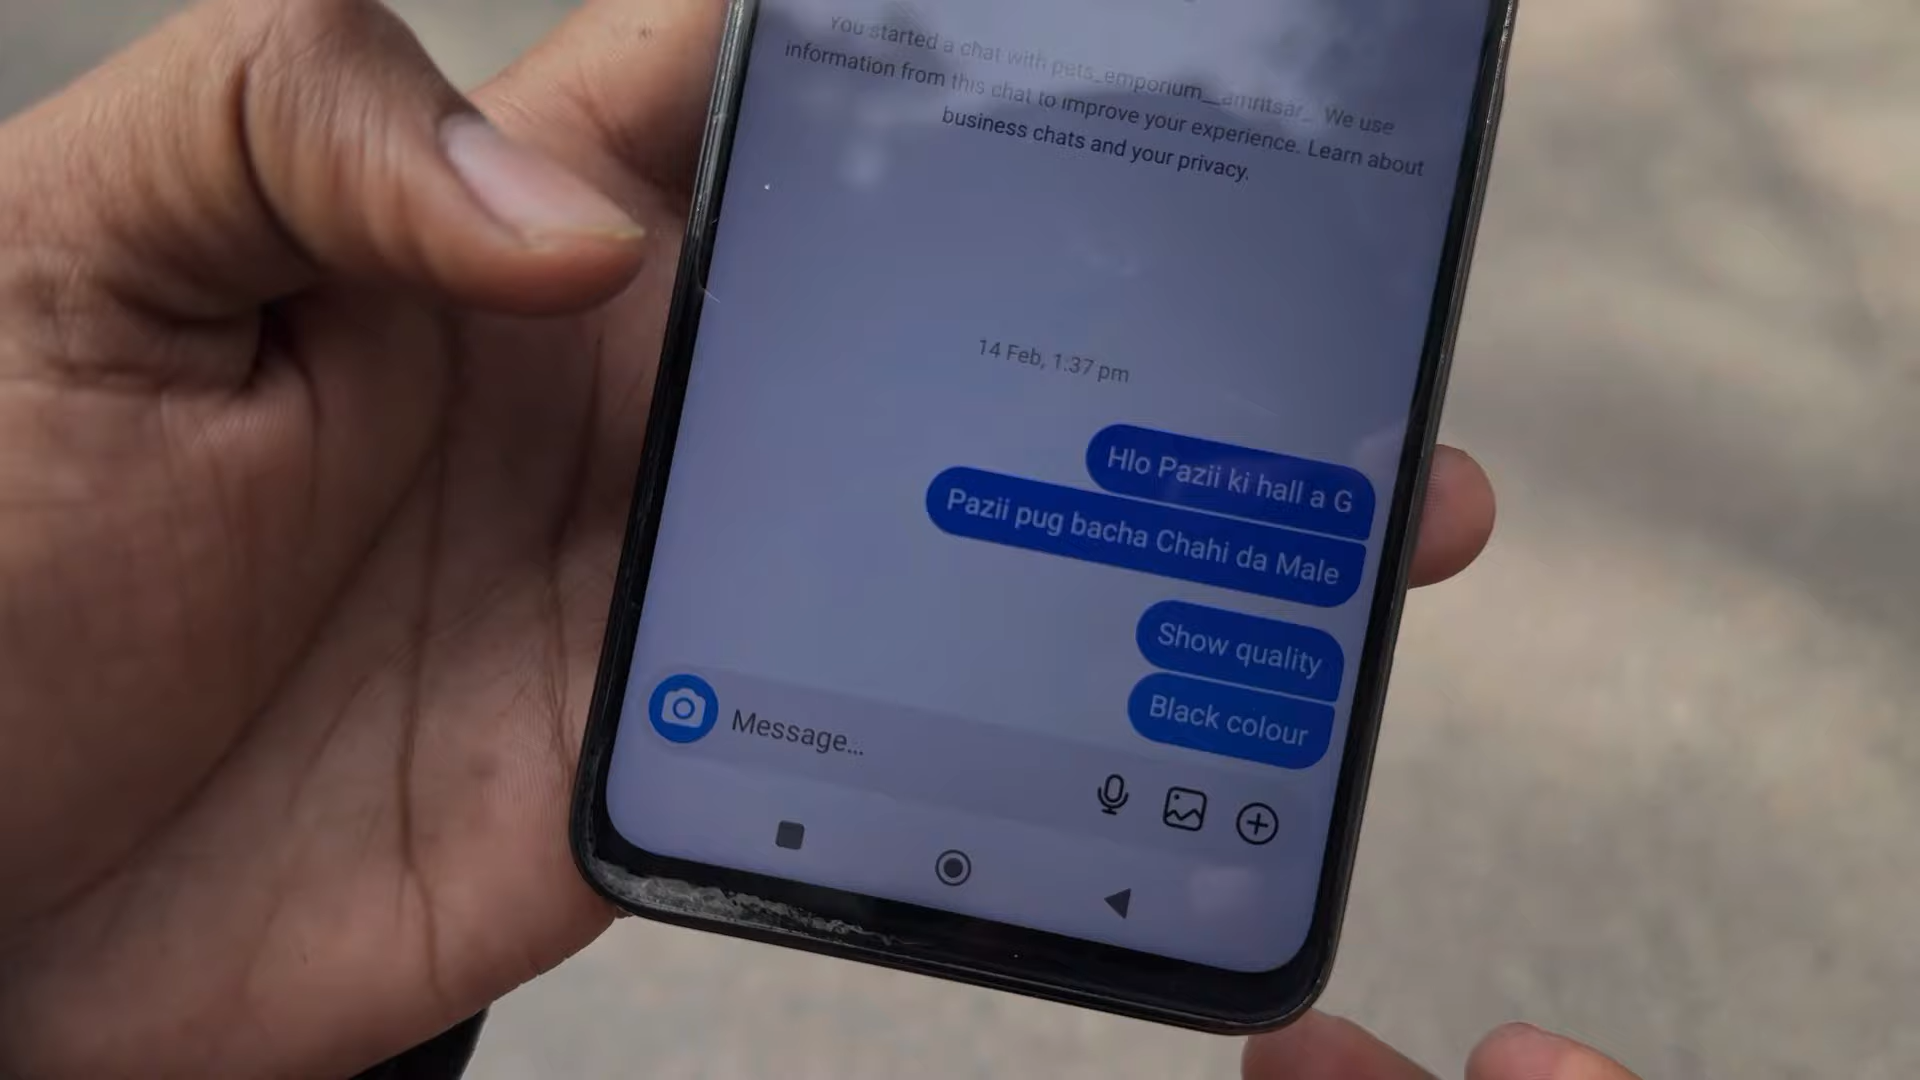 You started a chat with pets_emporium__amritsar_. We use
information from this chat to improve your experience. Learn about
business chats and your privacy.
14 Feb, 1:37 pm
Hlo Pazii ki hall a G
Pazii pug bacha Chahi da Male
Show quality
Black colour
Message...